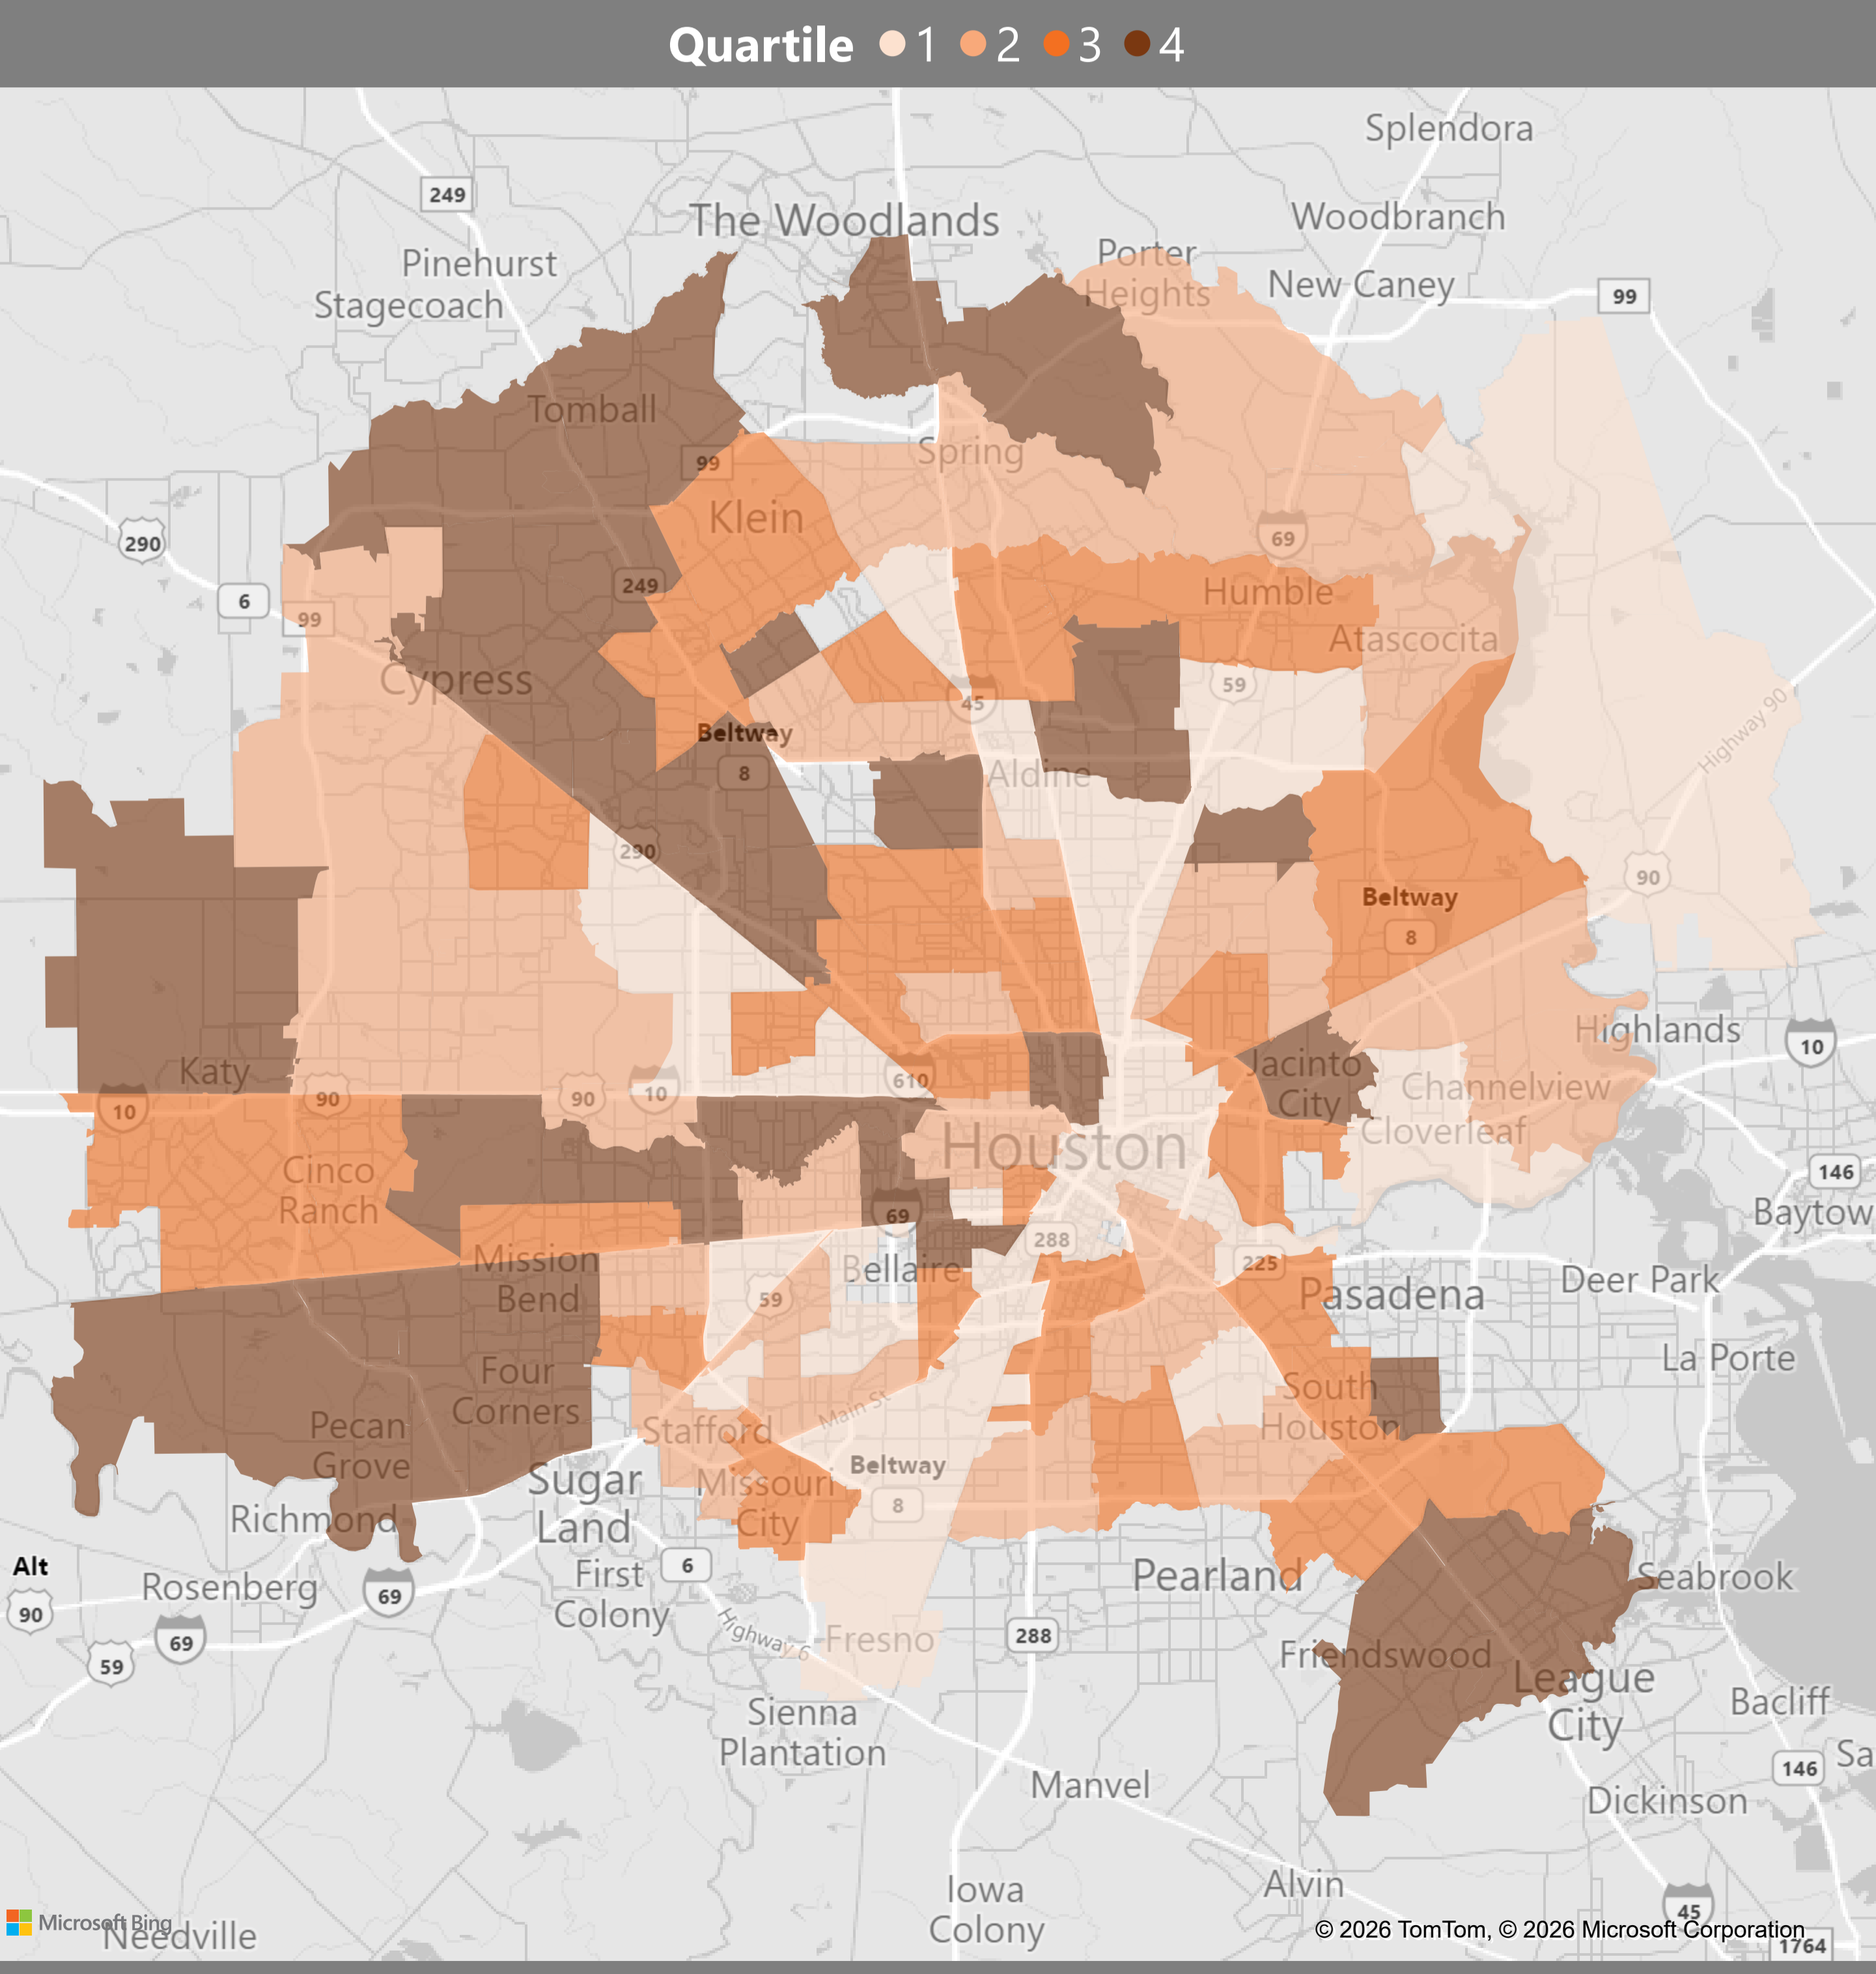 Quartile 1 2 3 4
Splendora
249
The Woodlands
Woodbranch
Pinehurst
Porter
Heights
New Caney
Stagecoach
99
Tomball
Spring
99
Klein
290
69
249
Humble
6
99
Atascocita
Cypress
59
45
Beltway
8
Aldine
Highway 90
290
90
Beltway
8
Highlands
10
Katy
Jacinto
City
610
Channelview
10
90
90
10
Cloverleaf
Houston
146
Cinco
Ranch
69
Baytow
288
Mission
Bend
Bellaire
225
Pasadena
Deer Park
59
Four
Corners
La Porte
South
Houston
Pecan
Grove
Main St
Stafford
Beltway
8
Sugar
Land
Missouri
City
Richmond
Alt
90
Rosenberg
69
First
Colony
6
Pearland
Seabrook
69
59
Highway 6
Fresno
288
Friendswood
League
City
Sienna
Plantation
Bacliff
Manvel
146
Sa
Dickinson
Alvin
Iowa
Colony
45
Microsoft Bing
Needville
© 2026 TomTom, © 2026 Microsoft Corporation
1764